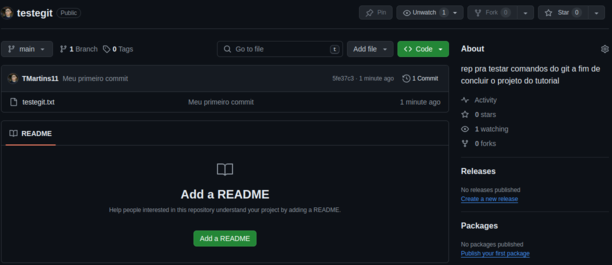 testegit Public
Pin Unwatch 1 Fork 0 Star 0
main 1 Branch 0 Tags Go to file t Add file Code
TMartins11 Meu primeiro commit 5fe37c3 · 1 minute ago 1 Commit
testegit.txt Meu primeiro commit 1 minute ago
README
Add a README
Help people interested in this repository understand your project by adding a README.
Add a README
About
rep pra testar comandos do git a fim de
concluir o projeto do tutorial
Activity
0 stars
1 watching
0 forks
Releases
No releases published
Create a new release
Packages
No packages published
Publish your first package